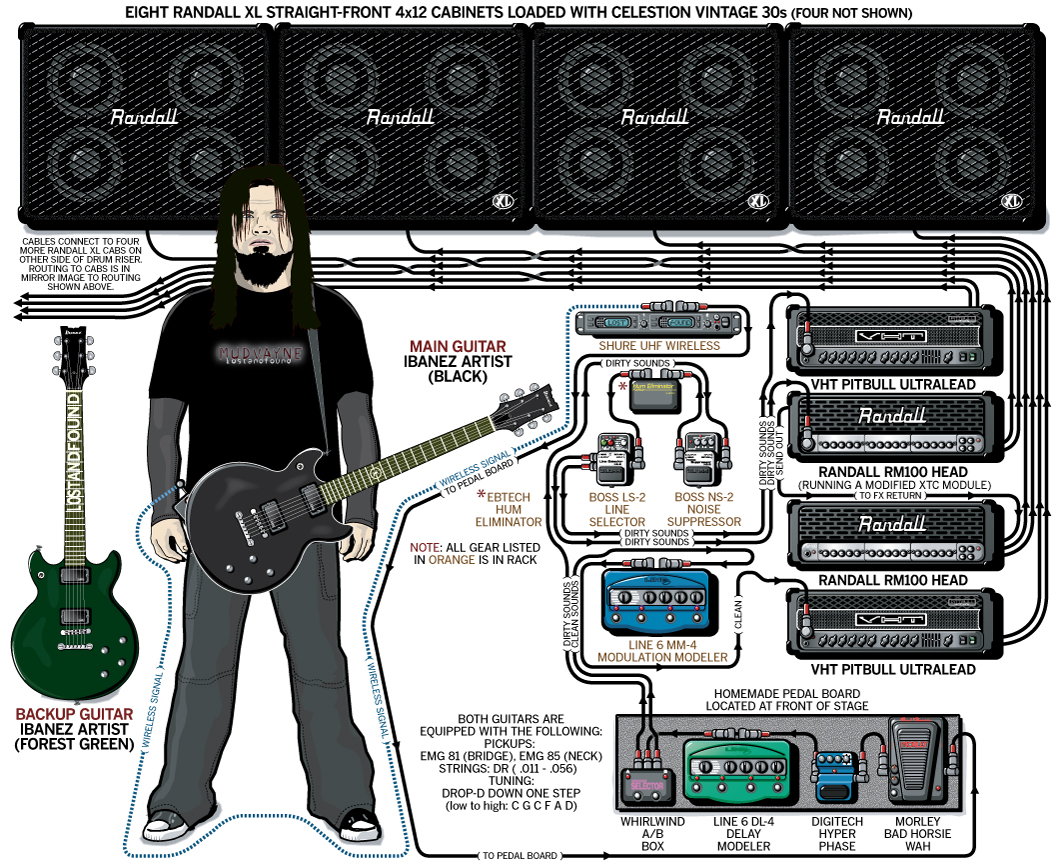 EIGHT RANDALL XL STRAIGHT-FRONT 4x12 CABINETS LOADED WITH CELESTION VINTAGE 30s (FOUR NOT SHOWN)
Randall
Randall
Randall
Randall
XL
XL
XL
CABLES CONNECT TO FOUR
MORE RANDALL XL CABS ON
OTHER SIDE OF DRUM RISER.
ROUTING TO CABS IS IN
MIRROR IMAGE TO ROUTING
SHOWN ABOVE.
MUDVAYNE
lostandfound
Ibanez
LOSTANDFOUND
BACKUP GUITAR
IBANEZ ARTIST
(FOREST GREEN)
MAIN GUITAR
IBANEZ ARTIST
(BLACK)
Ibanez
WIRELESS SIGNAL
TO PEDAL BOARD
WIRELESS SIGNAL
WIRELESS SIGNAL
*EBTECH
HUM
ELIMINATOR
NOTE: ALL GEAR LISTED
IN ORANGE IS IN RACK
LOST
FOUND
SHURE UHF WIRELESS
DIRTY SOUNDS
*
Hum Eliminator
BOSS LS-2
LINE
SELECTOR
BOSS NS-2
NOISE
SUPPRESSOR
DIRTY SOUNDS
DIRTY SOUNDS
DIRTY SOUNDS
DIRTY SOUNDS
SEND OUT
VHT
VHT PITBULL ULTRALEAD
Randall
RANDALL RM100 HEAD
(RUNNING A MODIFIED XTC MODULE)
TO FX RETURN
Randall
RANDALL RM100 HEAD
VHT
VHT PITBULL ULTRALEAD
DIRTY SOUNDS
CLEAN SOUNDS
CLEAN
LINE 6 MM-4
MODULATION MODELER
BOTH GUITARS ARE
EQUIPPED WITH THE FOLLOWING:
PICKUPS:
EMG 81 (BRIDGE), EMG 85 (NECK)
STRINGS: DR ( .011 - .056)
TUNING:
DROP-D DOWN ONE STEP
(low to high: C G C F A D)
HOMEMADE PEDAL BOARD
LOCATED AT FRONT OF STAGE
SELECTOR
WHIRLWIND
A/B
BOX
LINE 6 DL-4
DELAY
MODELER
DIGITECH
HYPER
PHASE
MORLEY
BAD HORSIE
WAH
TO PEDAL BOARD